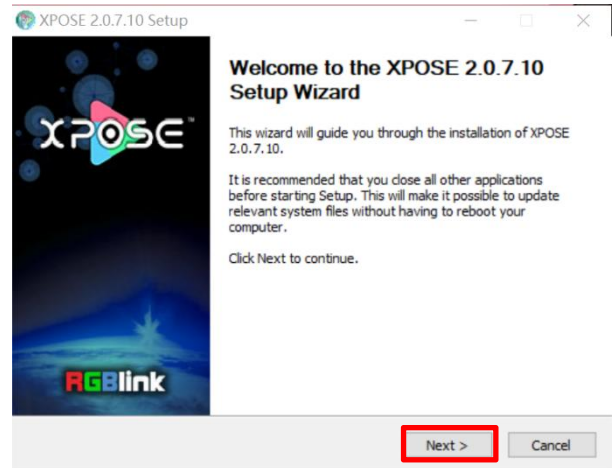 XPOSE 2.0.7.10 Setup
XPOSE™
RGBlink
Welcome to the XPOSE 2.0.7.10
Setup Wizard
This wizard will guide you through the installation of XPOSE
2.0.7.10.
It is recommended that you close all other applications
before starting Setup. This will make it possible to update
relevant system files without having to reboot your
computer.
Click Next to continue.
Next >
Cancel